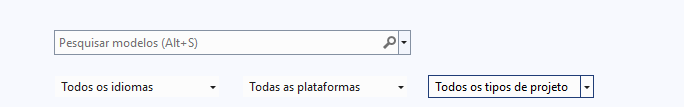 Pesquisar modelos (Alt+S)
Todos os idiomas Todas as plataformas Todos os tipos de projeto